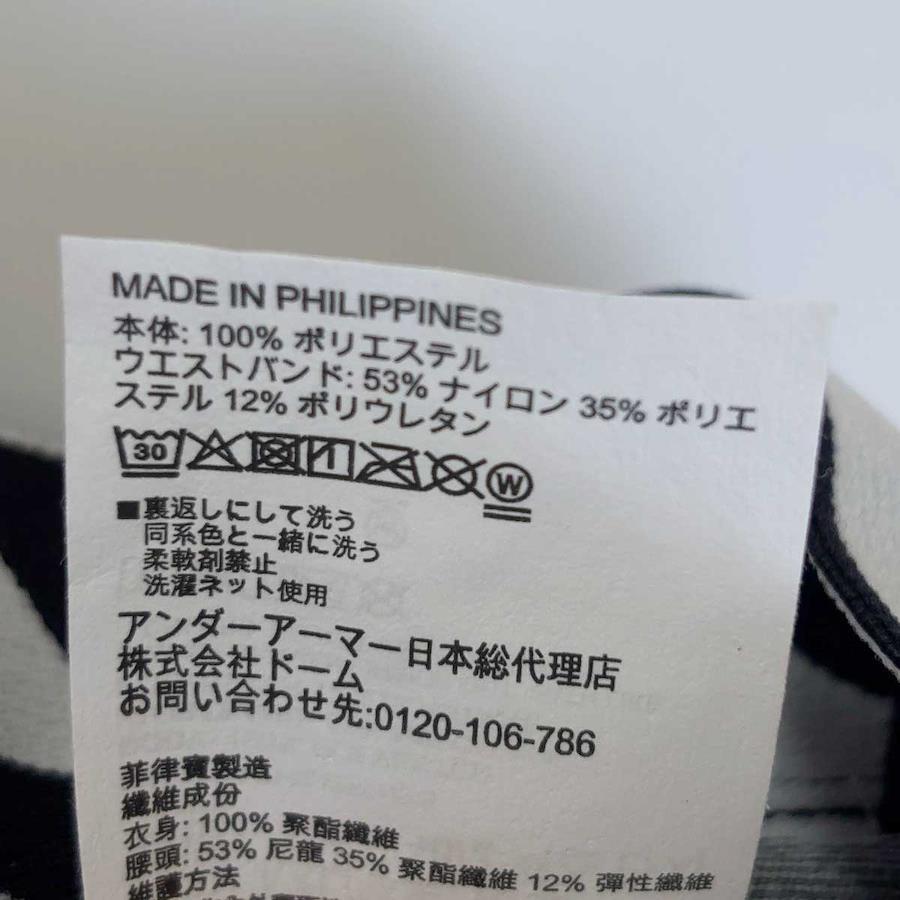 MADE IN PHILIPPINES
本体: 100% ポリエステル
ウエストバンド: 53% ナイロン 35% ポリエ
ステル 12% ポリウレタン
30 W
■裏返しにして洗う
同系色と一緒に洗う
柔軟剤禁止
洗濯ネット使用
アンダーアーマー日本総代理店
株式会社ドーム
お問い合わせ先:0120-106-786
菲律賓製造
纖維成份
衣身: 100% 聚酯纖維
腰頭: 53% 尼龍 35% 聚酯纖維 12% 彈性纖維
維護方法